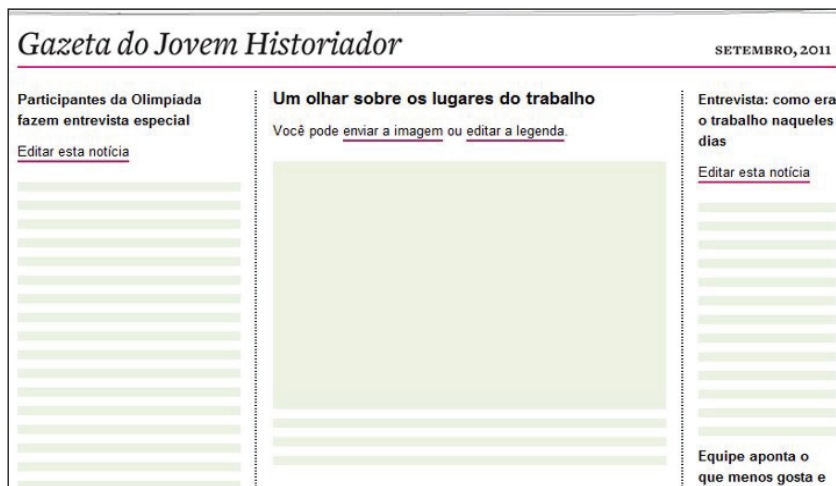 Gazeta do Jovem Historiador
SETEMBRO, 2011
Participantes da Olimpíada
fazem entrevista especial
Editar esta notícia
Um olhar sobre os lugares do trabalho
Você pode enviar a imagem ou editar a legenda.
Entrevista: como era
o trabalho naqueles
dias
Editar esta notícia
Equipe aponta o
que menos gosta e